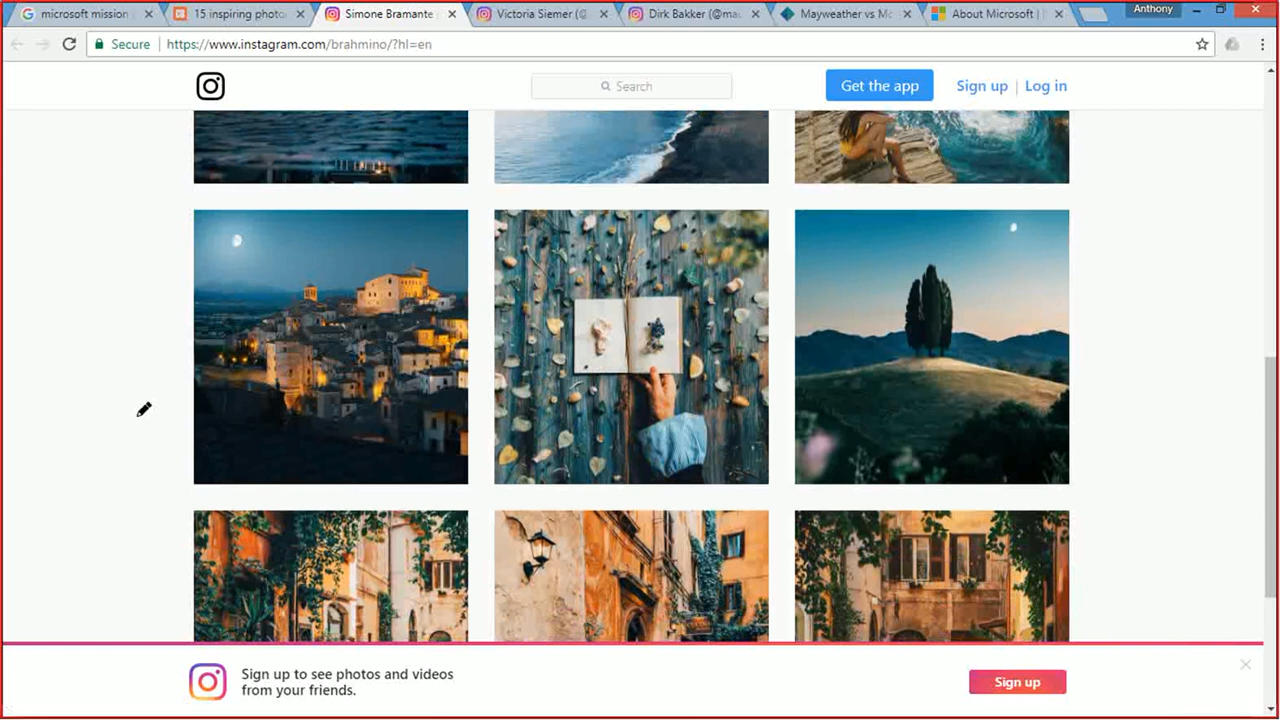 microsoft mission
15 inspiring photo
Simone Bramante
Victoria Siemer (@
Dirk Bakker (@mau
Mayweather vs Mc
About Microsoft |
Anthony
Secure
https://www.instagram.com/brahmino/?hl=en
Search
Get the app
Sign up | Log in
Sign up to see photos and videos
from your friends.
Sign up